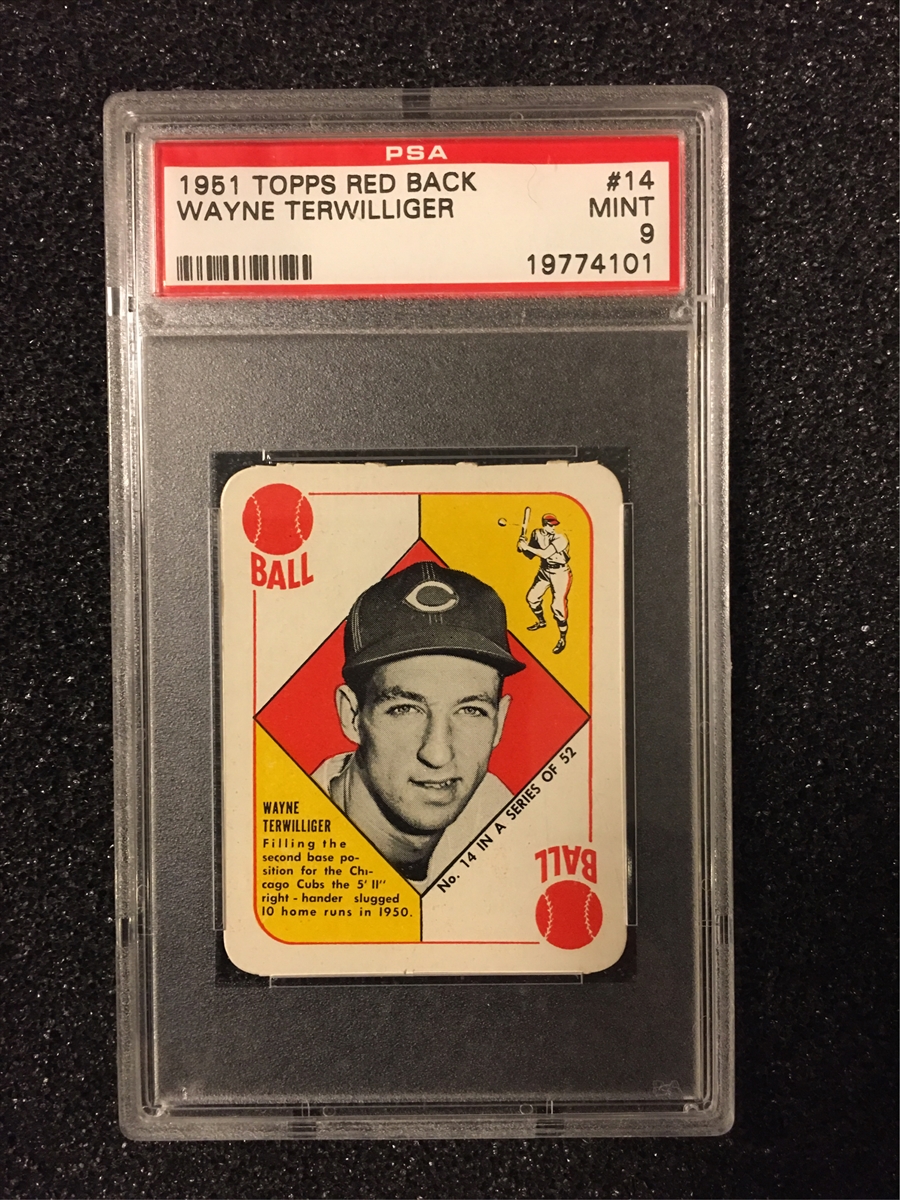 PSA
1951 TOPPS RED BACK #14
WAYNE TERWILLIGER MINT
9
19774101
BALL
C
WAYNE
TERWILLIGER
Filling the
second base po-
sition for the Chi-
cago Cubs the 5' 11"
right-hander slugged
10 home runs in 1950.
No. 14 IN A SERIES OF 52
BALL